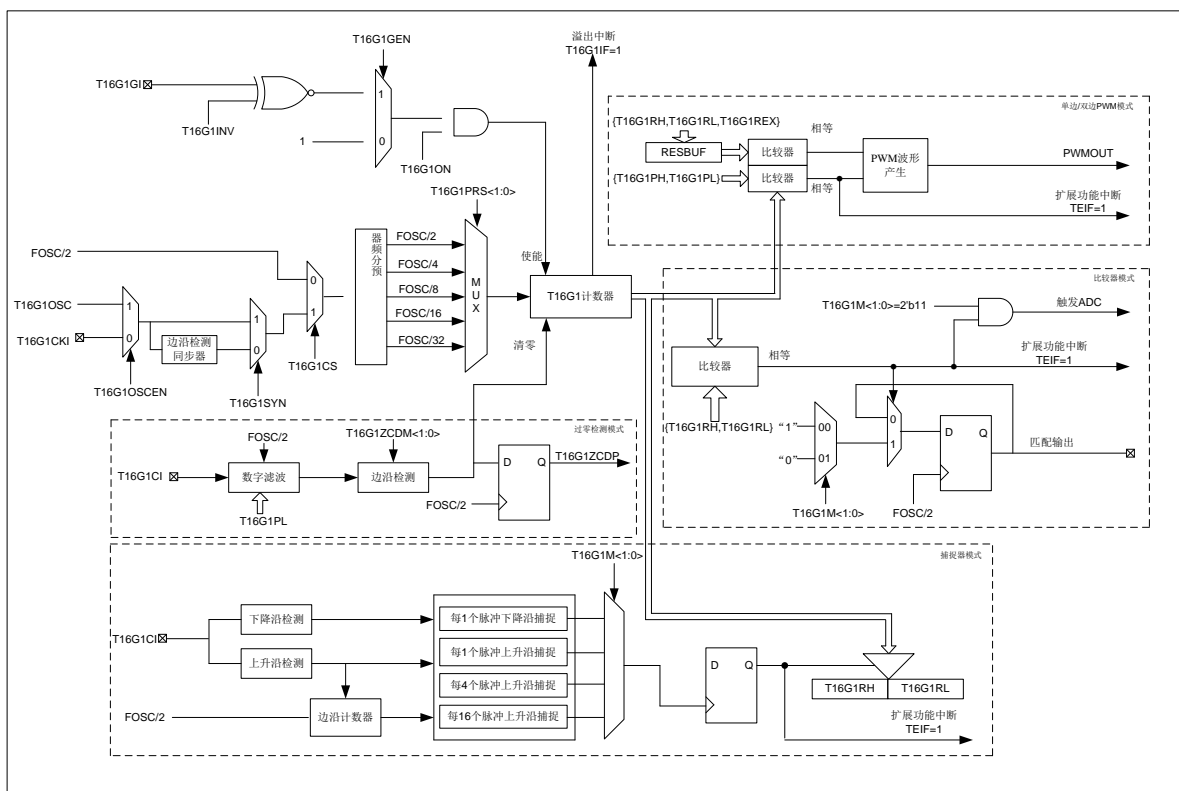 T16G1GEN
T16G1GI
T16G1INV
1
1
0
T16G1ON
溢出中断
T16G1IF=1
单边/双边PWM模式
{T16G1RH,T16G1RL,T16G1REX}
RESBUF
比较器
相等
{T16G1PH,T16G1PL}
比较器
相等
PWM波形
产生
PWMOUT
扩展功能中断
TEIF=1
T16G1PRS<1:0>
FOSC/2
T16G1OSC
T16G1CKI
1
0
T16G1OSCEN
边沿检测
同步器
1
0
T16G1SYN
0
1
T16G1CS
器频分预
FOSC/2
FOSC/4
FOSC/8
FOSC/16
FOSC/32
MUX
使能
T16G1计数器
清零
比较器模式
T16G1M<1:0>=2'b11
触发ADC
比较器
相等
扩展功能中断
TEIF=1
{T16G1RH,T16G1RL}
“1”
00
“0”
01
T16G1M<1:0>
0
1
D
Q
FOSC/2
匹配输出
过零检测模式
FOSC/2
T16G1ZCDM<1:0>
T16G1CI
数字滤波
边沿检测
T16G1PL
D
Q
FOSC/2
T16G1ZCDP
捕捉器模式
T16G1M<1:0>
T16G1CI
下降沿检测
上升沿检测
FOSC/2
边沿计数器
每1个脉冲下降沿捕捉
每1个脉冲上升沿捕捉
每4个脉冲上升沿捕捉
每16个脉冲上升沿捕捉
D
Q
T16G1RH
T16G1RL
扩展功能中断
TEIF=1